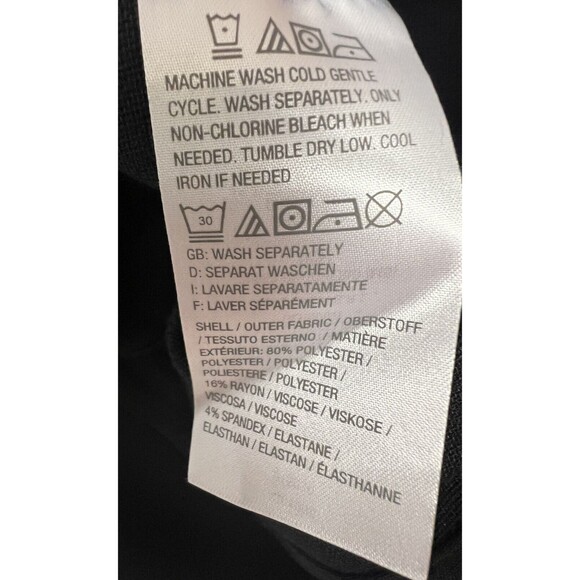 MACHINE WASH COLD GENTLE
CYCLE. WASH SEPARATELY. ONLY
NON-CHLORINE BLEACH WHEN
NEEDED. TUMBLE DRY LOW. COOL
IRON IF NEEDED
30
GB: WASH SEPARATELY
D: SEPARAT WASCHEN
I: LAVARE SEPARATAMENTE
F: LAVER SÉPARÉMENT
SHELL / OUTER FABRIC / OBERSTOFF
/ TESSUTO ESTERNO / MATIÈRE
EXTÉRIEUR: 80% POLYESTER /
POLYESTER / POLYESTER /
POLIESTERE / POLYESTER
16% RAYON / VISCOSE / VISKOSE /
VISCOSA / VISCOSE
4% SPANDEX / ELASTANE /
ELASTHAN / ELASTAN / ÉLASTHANNE